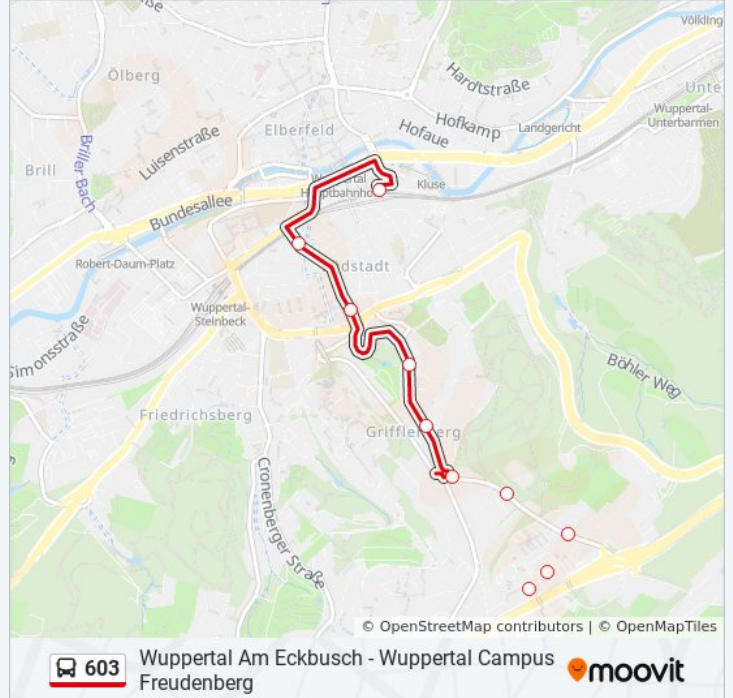 Völkling
Ölberg
Hardtstraße
Unte
Wuppertal-
Unterbarmen
Hofkamp
Elberfeld
Hofaue
Landgericht
Luisenstraße
Brill
Briller
Bach
Kluse
Bundesallee
Robert-Daum-Platz
dstadt
Wuppertal-
Steinbeck
Simonsstraße
Böhler Weg
Friedrichsberg
Cronenberger Straße
© OpenStreetMap contributors | © OpenMapTiles
603
Wuppertal Am Eckbusch - Wuppertal Campus
Freudenberg
moovit